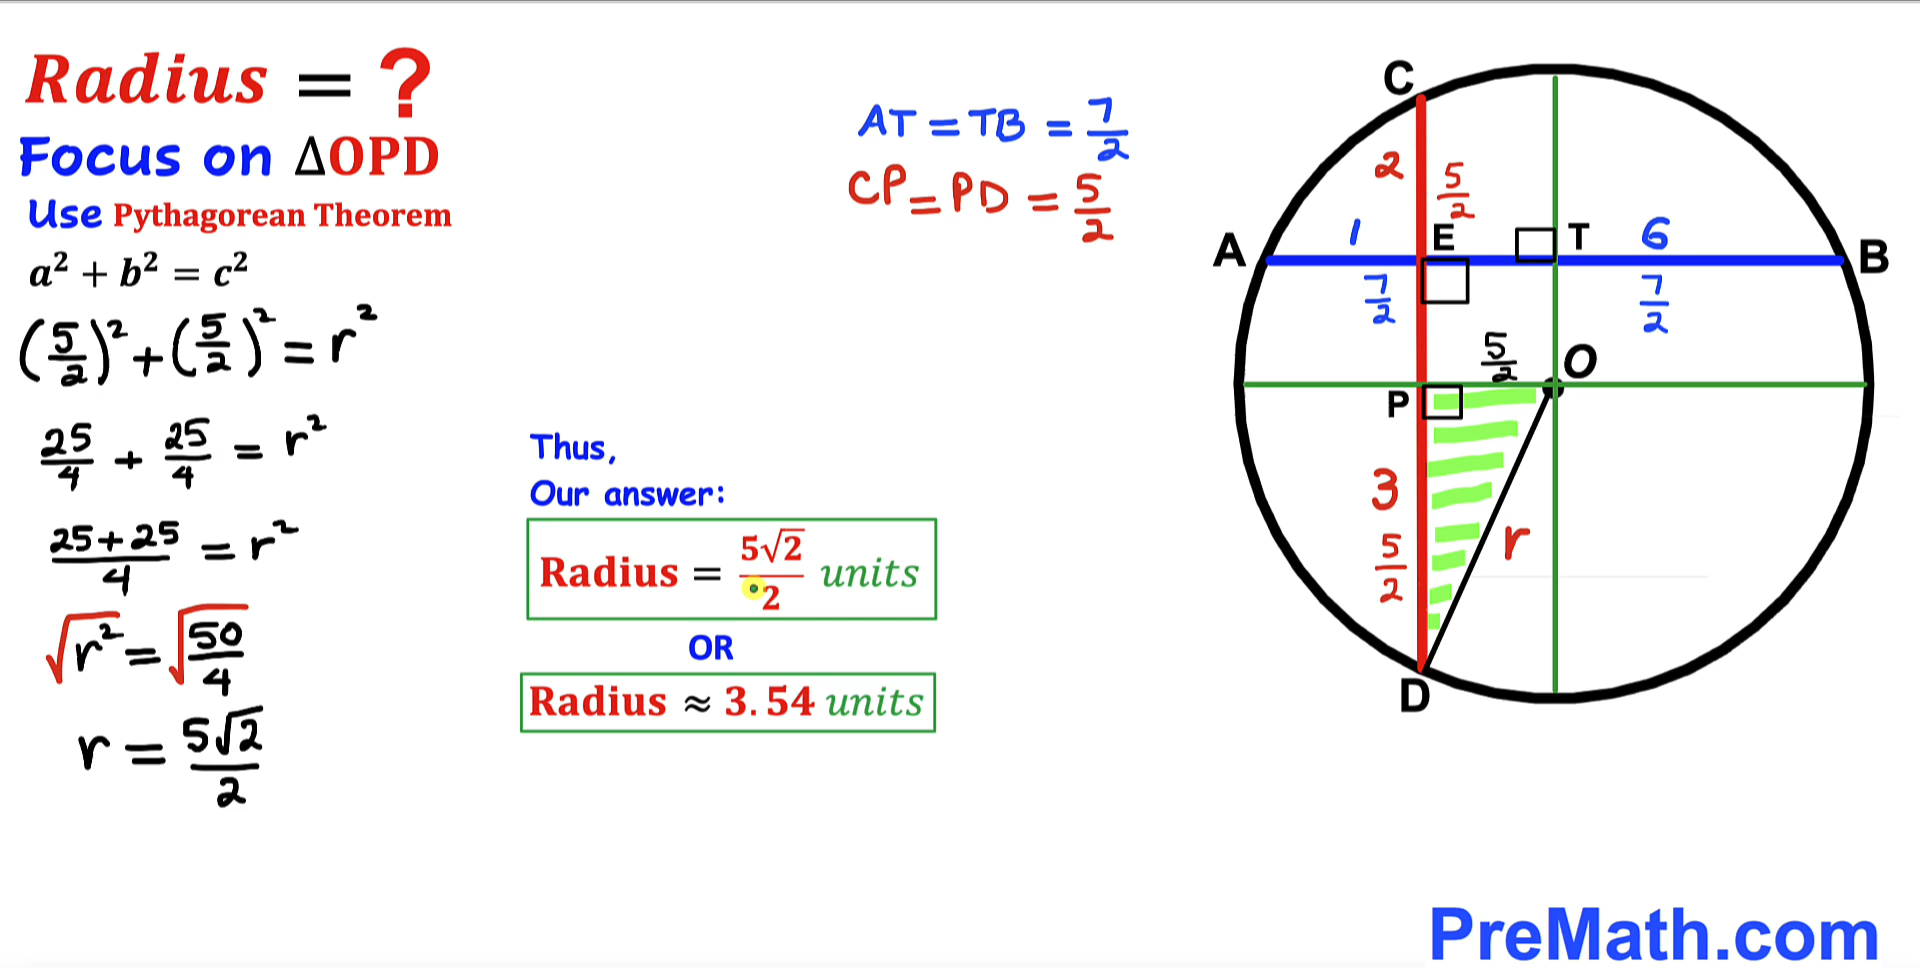 Radius = ?
Focus on ΔOPD
Use Pythagorean Theorem
a² + b² = c²
(5/2)² + (5/2)² = r²
25/4 + 25/4 = r²
25+25/4 = r²
√r² = √50/4
r = 5√2/2
Thus,
Our answer:
Radius = 5√2/2 units
OR
Radius ≈ 3.54 units
AT = TB = 7/2
CP = PD = 5/2
C
2 5/2
A 1 E T 6 B
7/2 7/2
5/2 O
P
3
5/2 r
D
PreMath.com